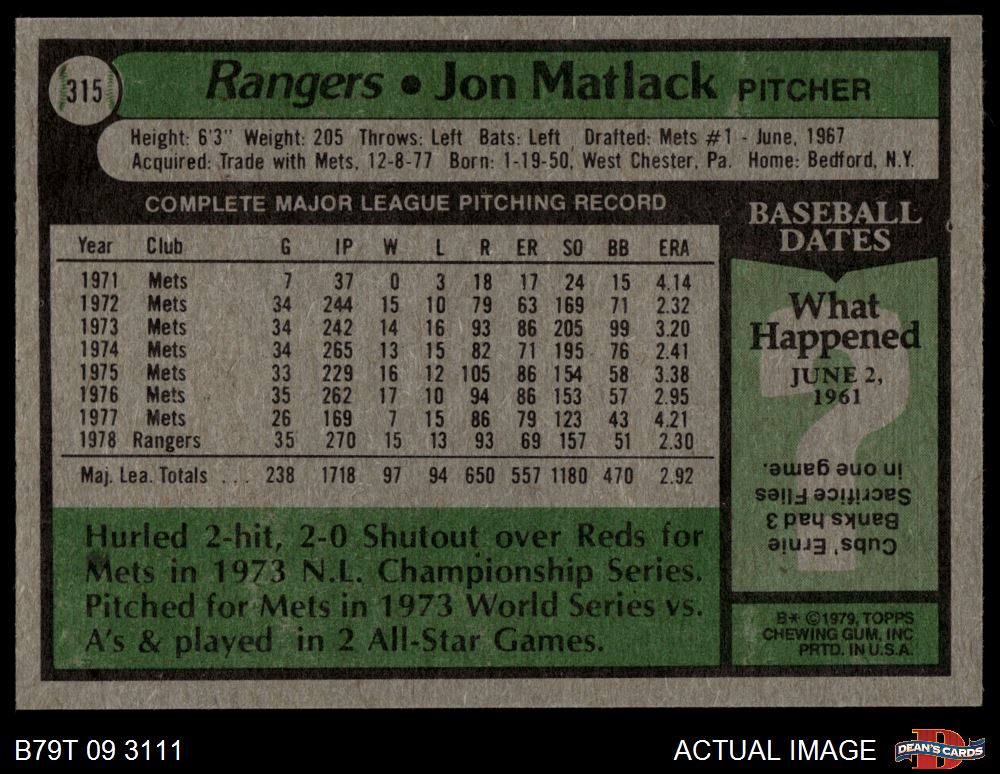 315
Rangers • Jon Matlack PITCHER
Height: 6'3" Weight: 205 Throws: Left Bats: Left Drafted: Mets #1 - June, 1967
Acquired: Trade with Mets, 12-8-77 Born: 1-19-50, West Chester, Pa. Home: Bedford, N.Y.
COMPLETE MAJOR LEAGUE PITCHING RECORD
Year Club G IP W L R ER SO BB ERA
1971 Mets 7 37 0 3 18 17 24 15 4.14
1972 Mets 34 244 15 10 79 63 169 71 2.32
1973 Mets 34 242 14 16 93 86 205 99 3.20
1974 Mets 34 265 13 15 82 71 195 76 2.41
1975 Mets 33 229 16 12 105 86 154 58 3.38
1976 Mets 35 262 17 10 94 86 153 57 2.95
1977 Mets 26 169 7 15 86 79 123 43 4.21
1978 Rangers 35 270 15 13 93 69 157 51 2.30
Maj. Lea. Totals ... 238 1718 97 94 650 557 1180 470 2.92
Hurled 2-hit, 2-0 Shutout over Reds for
Mets in 1973 N.L. Championship Series.
Pitched for Mets in 1973 World Series vs.
A's & played in 2 All-Star Games.
BASEBALL
DATES
What
Happened
JUNE 2,
1961
?
Cubs' Ernie
Banks had 3
Sacrifice Flies
in one game.
B* ©1979, TOPPS
CHEWING GUM, INC
PRTD. IN U.S.A.
B79T 09 3111
ACTUAL IMAGE
D
DEAN'S CARDS